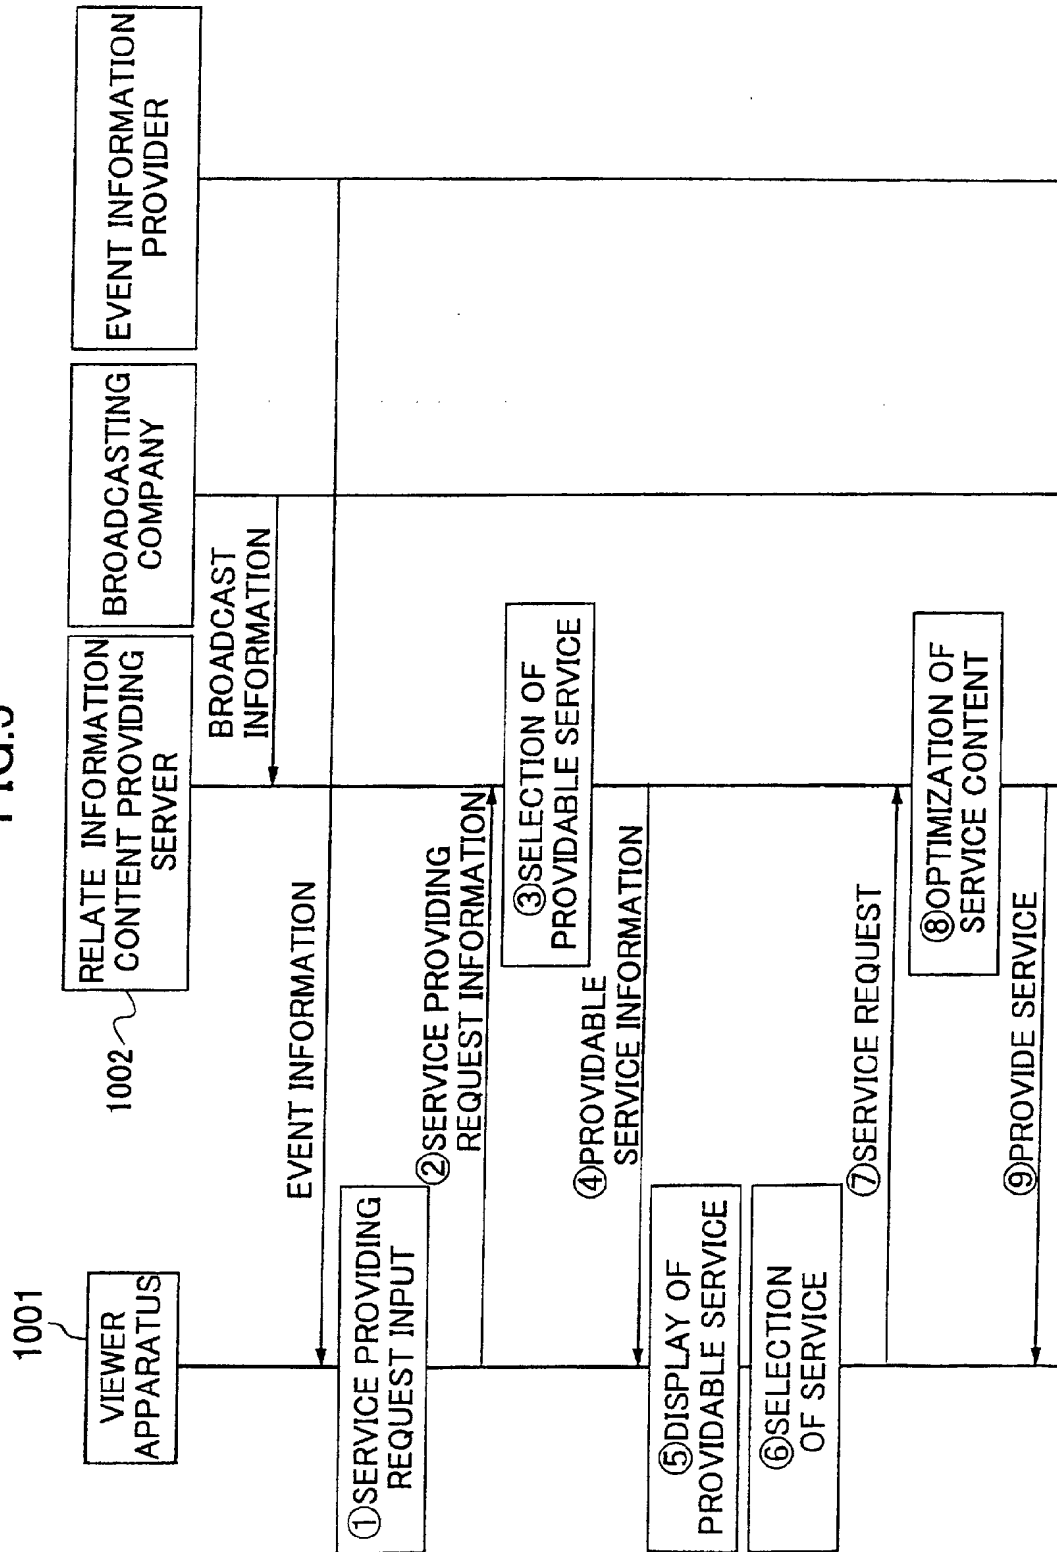 1001
VIEWER
APPARATUS
1002
RELATE INFORMATION
CONTENT PROVIDING
SERVER
BROADCASTING
COMPANY
EVENT INFORMATION
PROVIDER
BROADCAST
INFORMATION
EVENT INFORMATION
①SERVICE PROVIDING
REQUEST INPUT
②SERVICE PROVIDING
REQUEST INFORMATION
③SELECTION OF
PROVIDABLE SERVICE
④PROVIDABLE
SERVICE INFORMATION
⑤DISPLAY OF
PROVIDABLE SERVICE
⑥SELECTION
OF SERVICE
⑦SERVICE REQUEST
⑧OPTIMIZATION OF
SERVICE CONTENT
⑨PROVIDE SERVICE